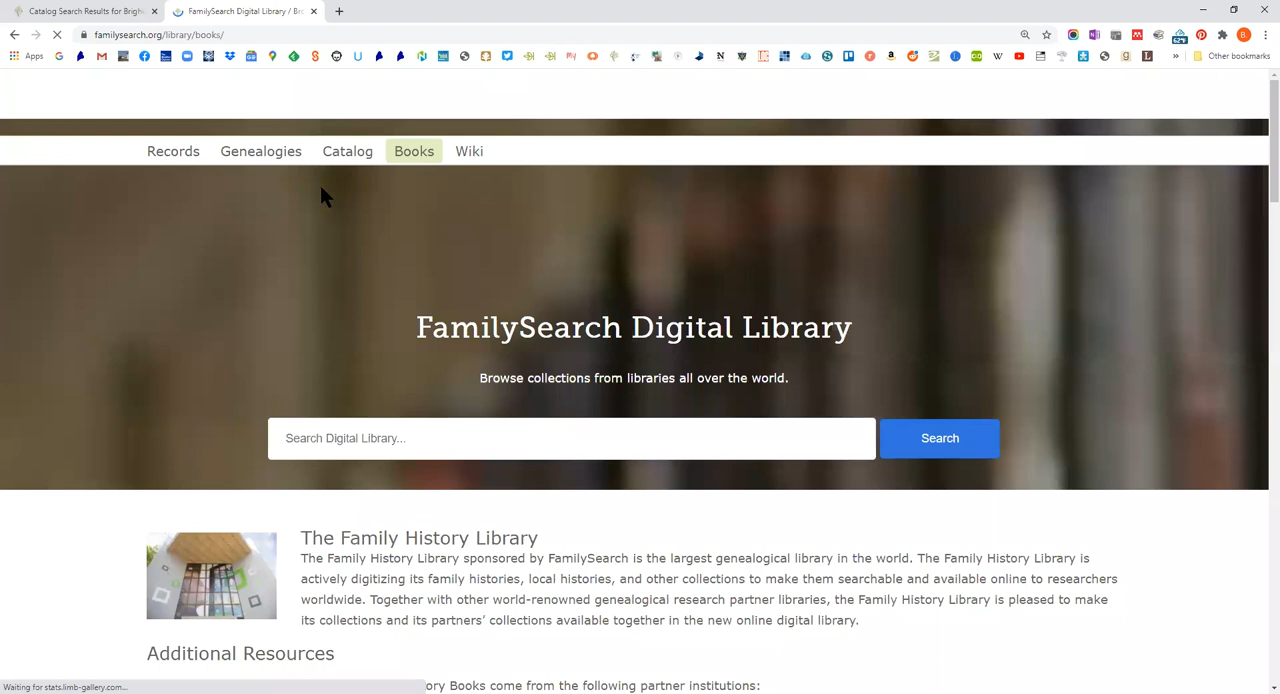 Catalog Search Results for Brigh
FamilySearch Digital Library / Br
familysearch.org/library/books/
Apps
Other bookmarks
Records Genealogies Catalog Books Wiki
FamilySearch Digital Library
Browse collections from libraries all over the world.
Search Digital Library... Search
The Family History Library
The Family History Library sponsored by FamilySearch is the largest genealogical library in the world. The Family History Library is
actively digitizing its family histories, local histories, and other collections to make them searchable and available online to researchers
worldwide. Together with other world-renowned genealogical research partner libraries, the Family History Library is pleased to make
its collections and its partners’ collections available together in the new online digital library.
Additional Resources
ory Books come from the following partner institutions:
Waiting for stats.limb-gallery.com...